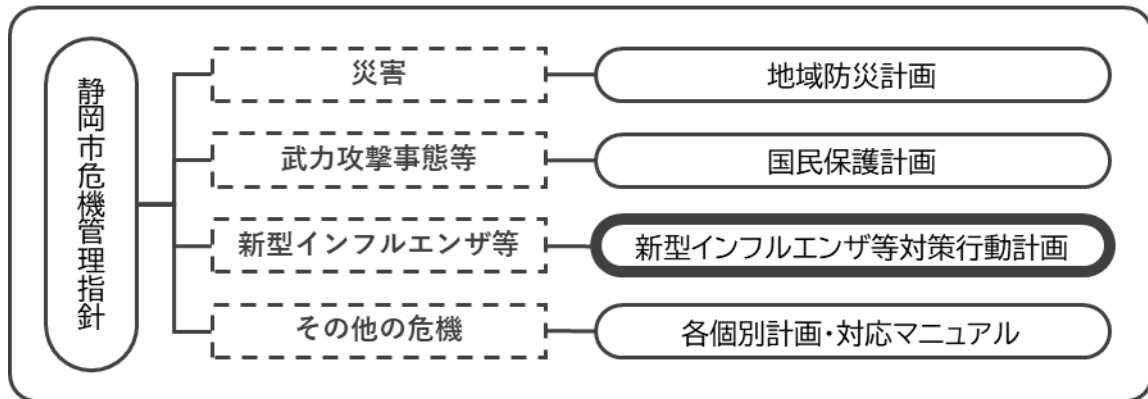 静岡市危機管理指針
災害
地域防災計画
武力攻撃事態等
国民保護計画
新型インフルエンザ等
新型インフルエンザ等対策行動計画
その他の危機
各個別計画・対応マニュアル